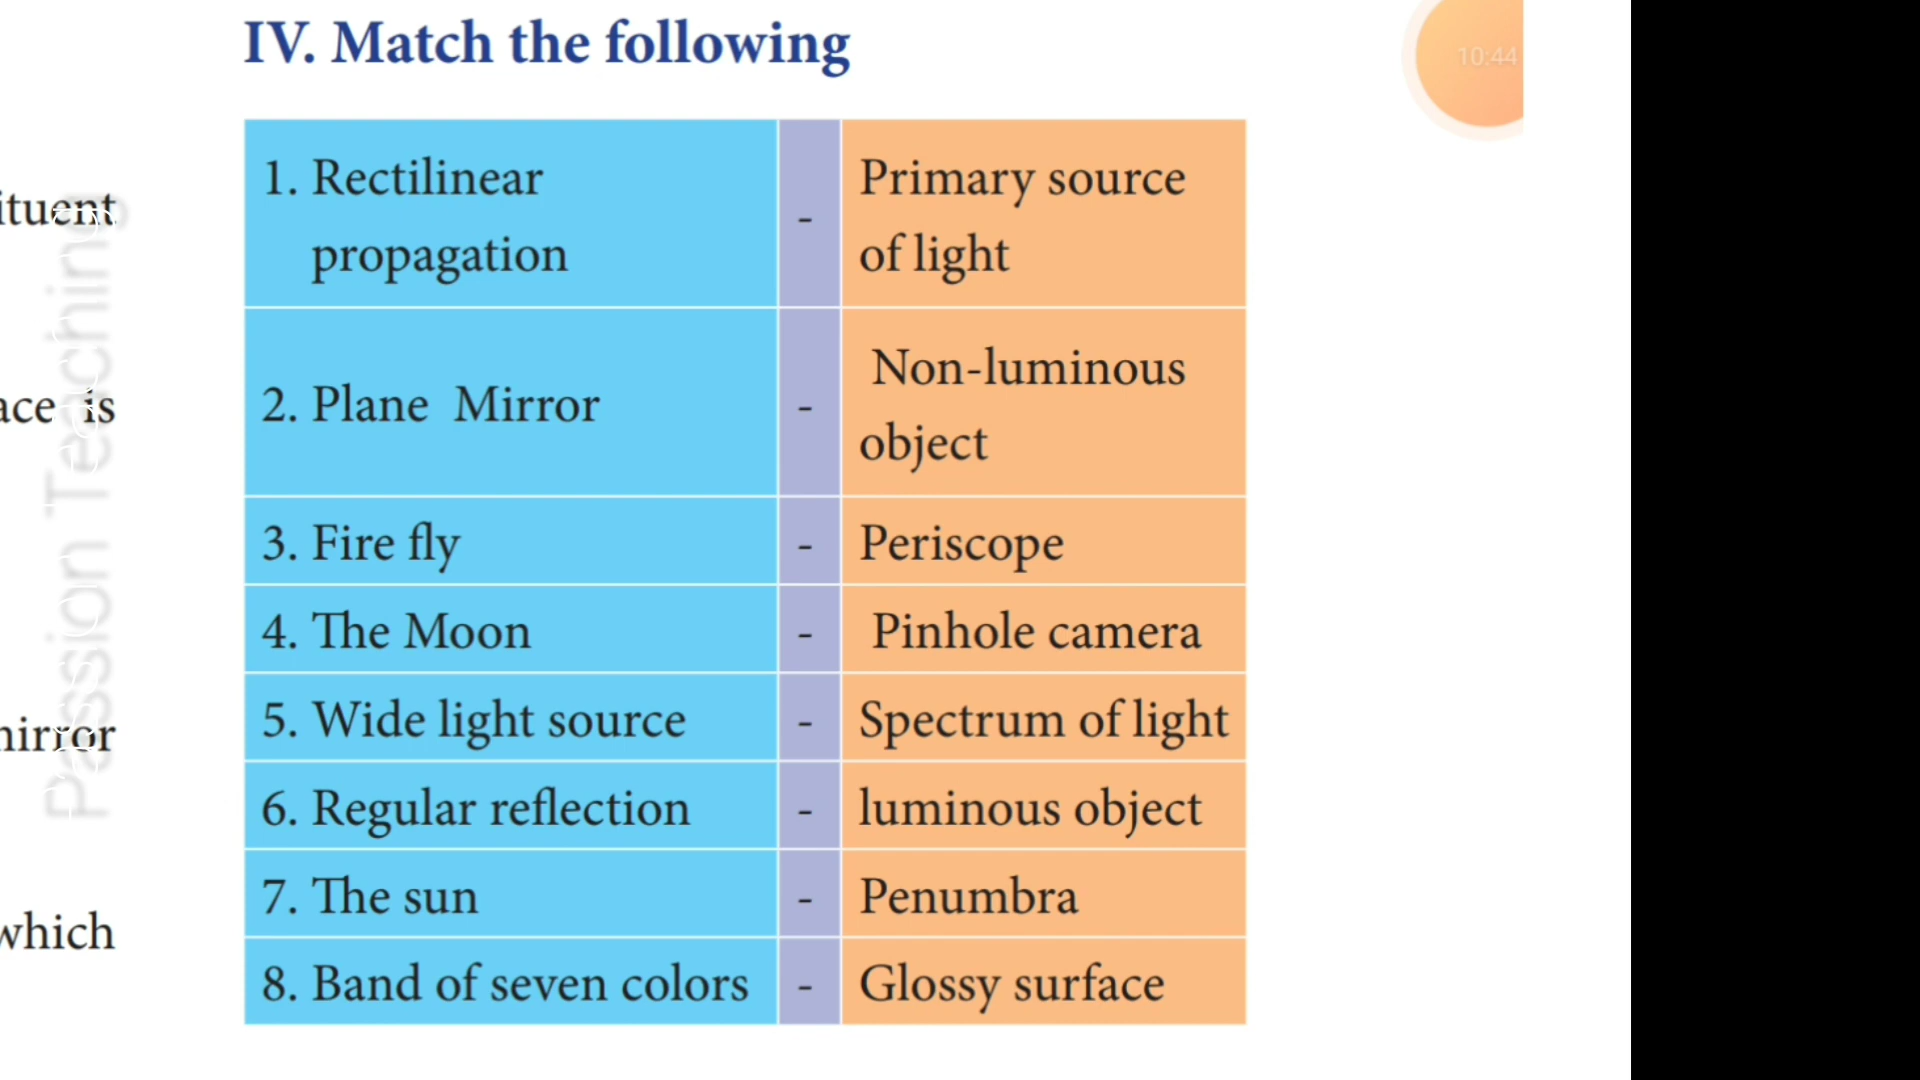 IV. Match the following
10:44
1. Rectilinear propagation - Primary source of light
2. Plane Mirror - Non-luminous object
3. Fire fly - Periscope
4. The Moon - Pinhole camera
5. Wide light source - Spectrum of light
6. Regular reflection - luminous object
7. The sun - Penumbra
8. Band of seven colors - Glossy surface
ituent
ace is
mirror
which
Passion Teaching